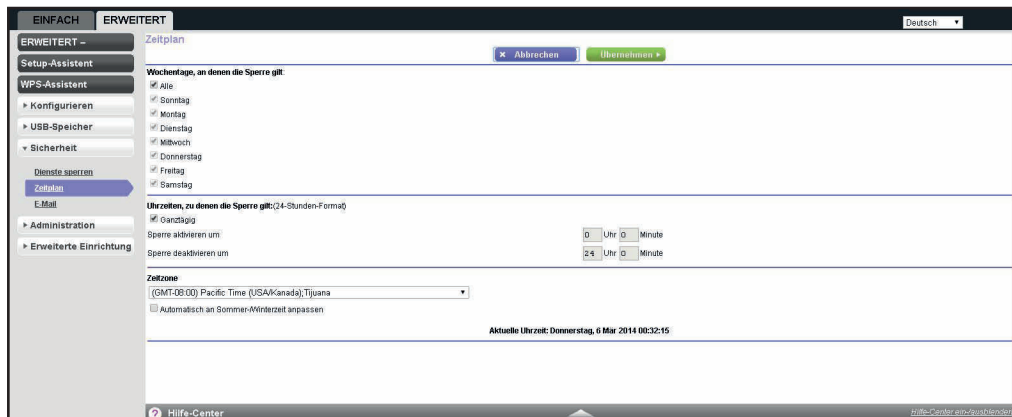 EINFACH ERWEITERT
Deutsch
ERWEITERT –
Setup-Assistent
WPS-Assistent
Konfigurieren
USB-Speicher
Sicherheit
Dienste sperren
Zeitplan
E-Mail
Administration
Erweiterte Einrichtung
Zeitplan
Abbrechen Übernehmen
Wochentage, an denen die Sperre gilt:
Alle
Sonntag
Montag
Dienstag
Mittwoch
Donnerstag
Freitag
Samstag
Uhrzeiten, zu denen die Sperre gilt:(24-Stunden-Format)
Ganztägig
Sperre aktivieren um 0 Uhr 0 Minute
Sperre deaktivieren um 24 Uhr 0 Minute
Zeitzone
(GMT-08:00) Pacific Time (USA/Kanada);Tijuana
Automatisch an Sommer-/Winterzeit anpassen
Aktuelle Uhrzeit: Donnerstag, 6 Mär 2014 00:32:15
Hilfe-Center Hilfe-Center ein-/ausblenden